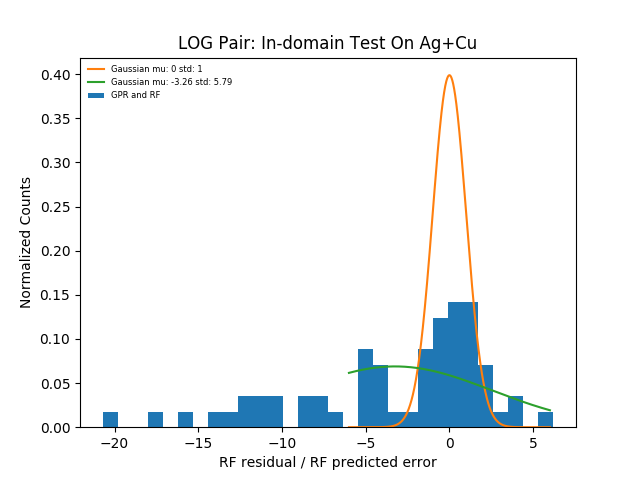 LOG Pair: In-domain Test On Ag+Cu
Gaussian mu: 0 std: 1
Gaussian mu: -3.26 std: 5.79
GPR and RF
0.40
0.35
0.30
0.25
0.20
0.15
0.10
0.05
0.00
Normalized Counts
−20 −15 −10 −5 0 5
RF residual / RF predicted error